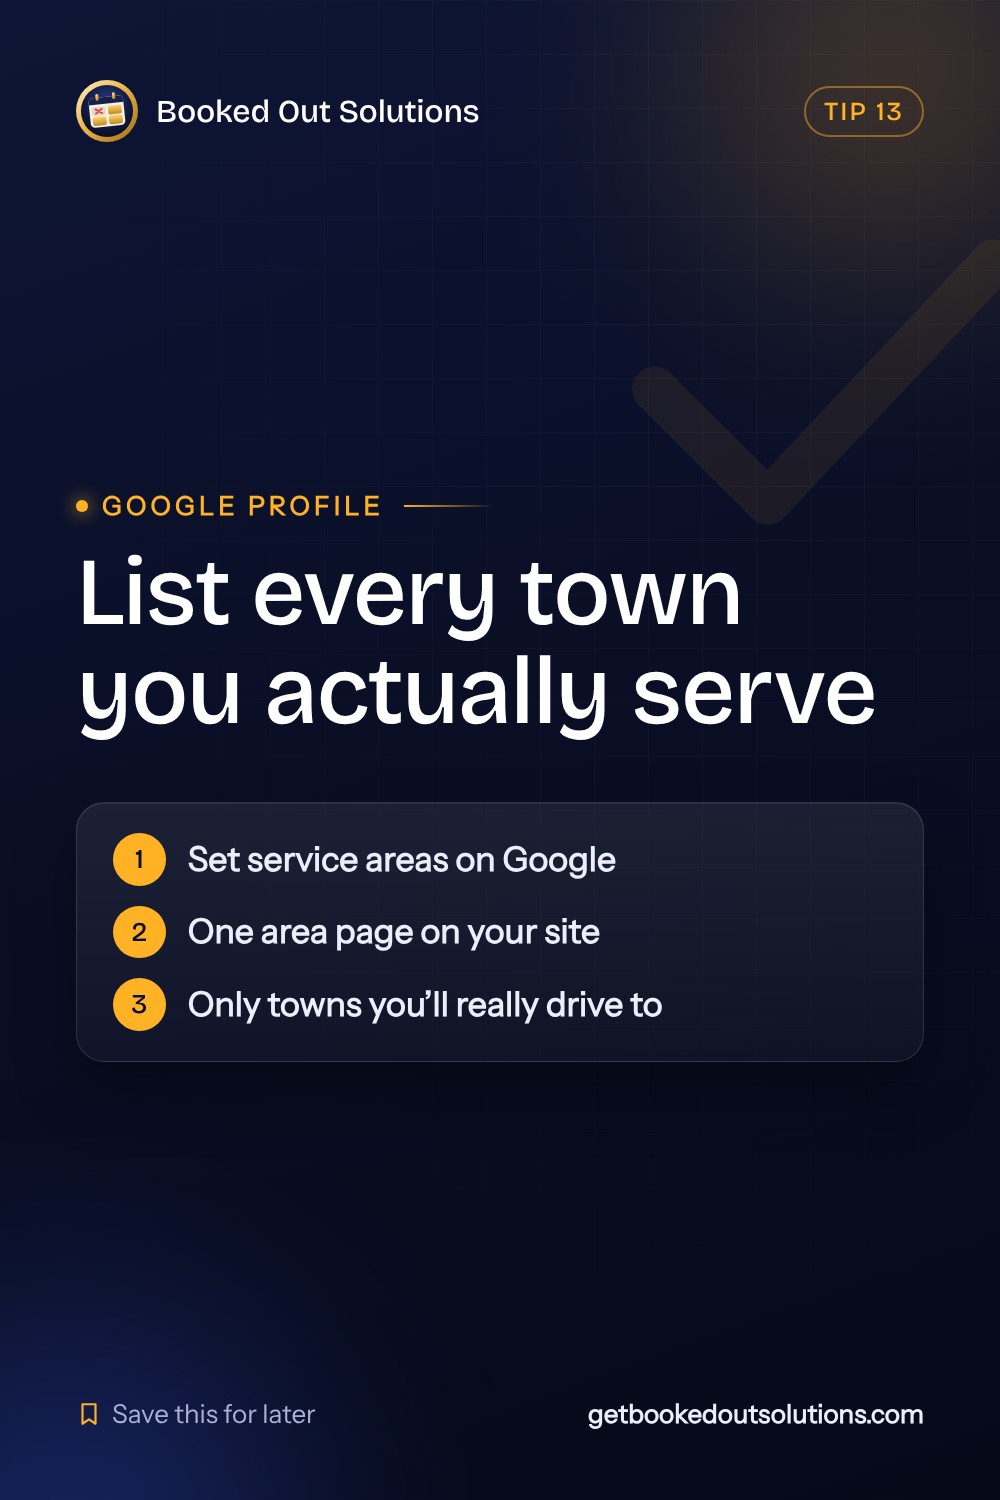 Booked Out Solutions
TIP 13
GOOGLE PROFILE
List every town
you actually serve
1 Set service areas on Google
2 One area page on your site
3 Only towns you’ll really drive to
Save this for later
getbookedoutsolutions.com